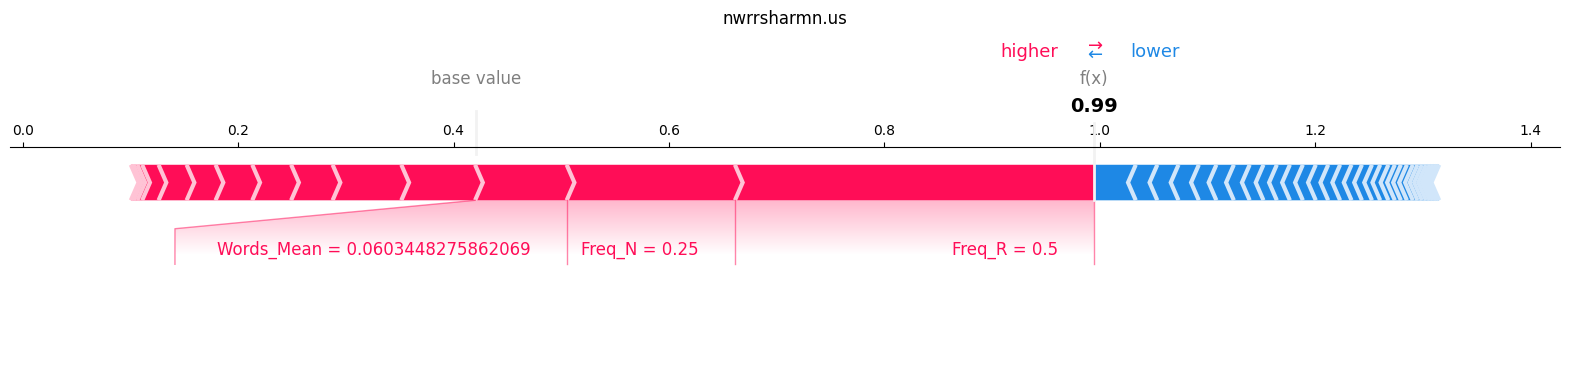 nwrrsharmn.us
higher ⇄ lower
base value f(x)
0.99
0.0 0.2 0.4 0.6 0.8 1.0 1.2 1.4
Words_Mean = 0.0603448275862069 Freq_N = 0.25 Freq_R = 0.5